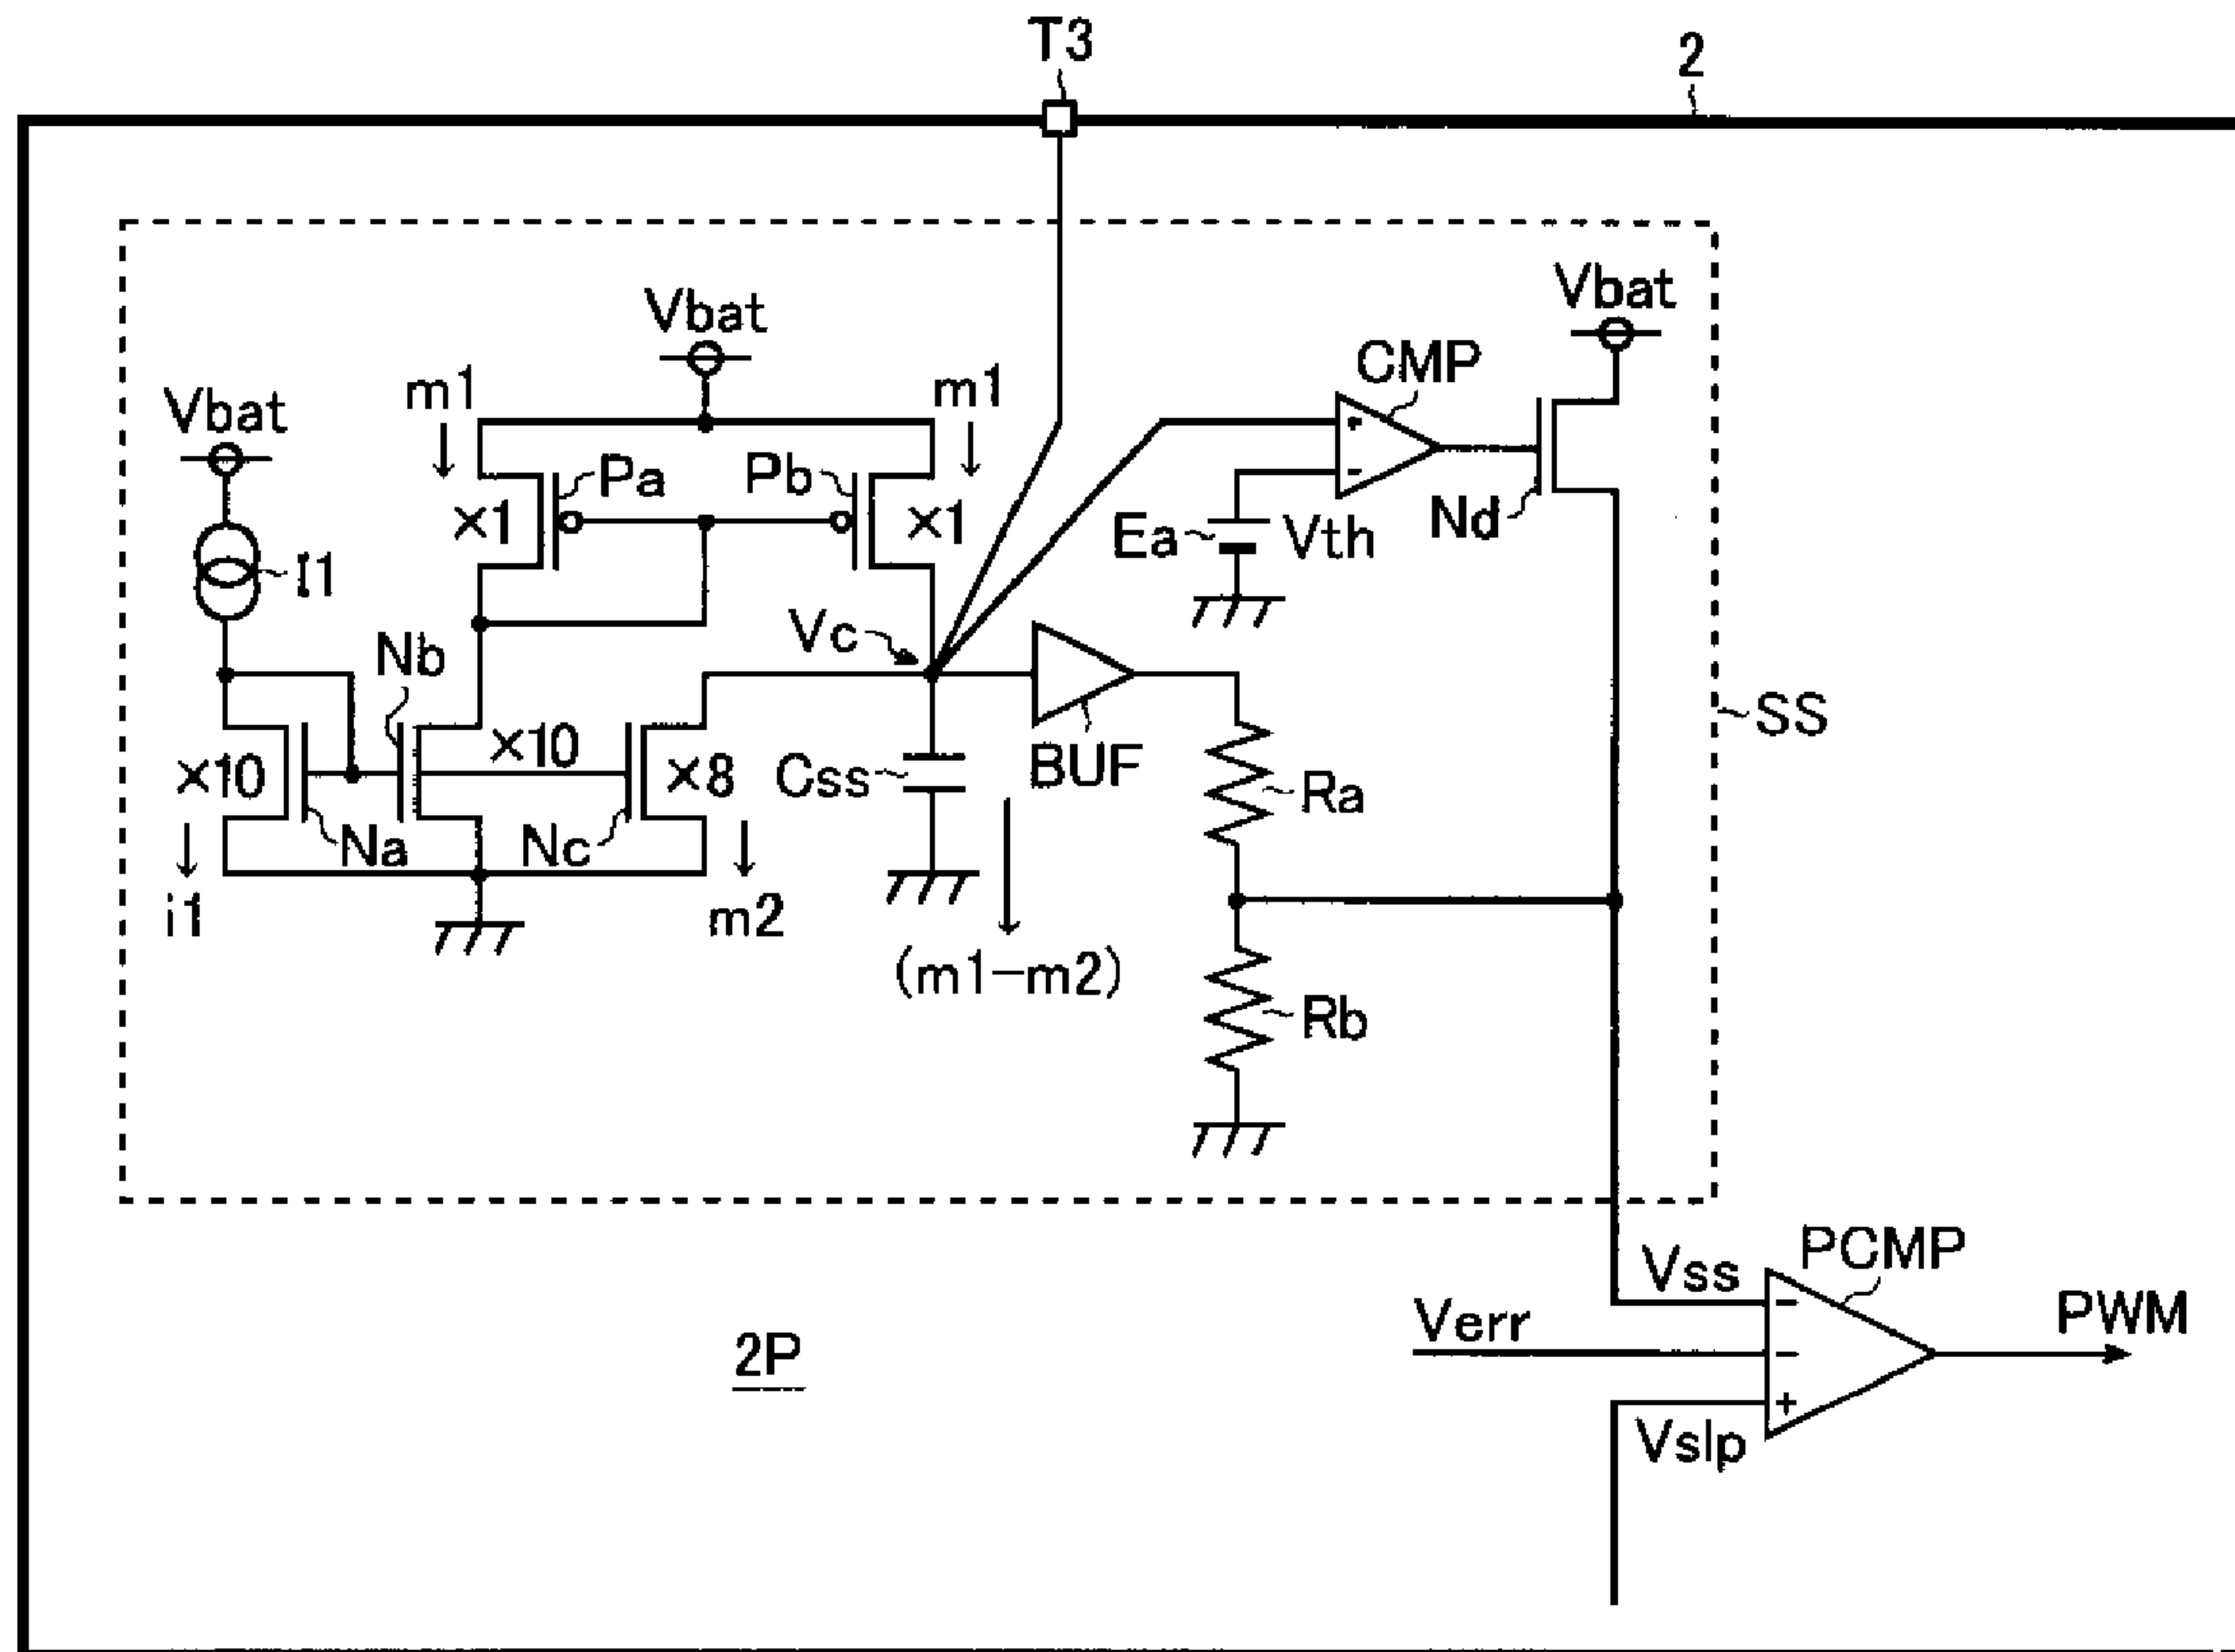 T3
2
Vbat
Vbat
CMP
m1
m1
Vbat
Pa
Pb
×1
×1
Nd
Ea
Vth
I1
Vc
Nb
SS
×10
×10
×8
Css
BUF
Ra
Na
Nc
i1
m2
(m1-m2)
Rb
PCMP
Vss
Verr
PWM
2P
Vslp